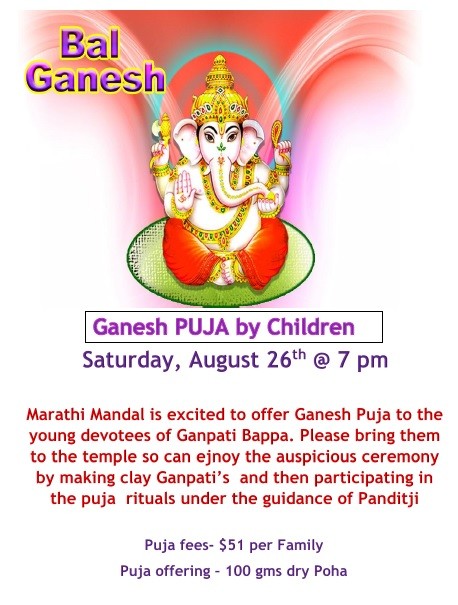 Bal
Ganesh
Ganesh PUJA by Children
Saturday, August 26th @ 7 pm
Marathi Mandal is excited to offer Ganesh Puja to the
young devotees of Ganpati Bappa. Please bring them
to the temple so can ejnoy the auspicious ceremony
by making clay Ganpati’s and then participating in
the puja rituals under the guidance of Panditji
Puja fees- $51 per Family
Puja offering – 100 gms dry Poha